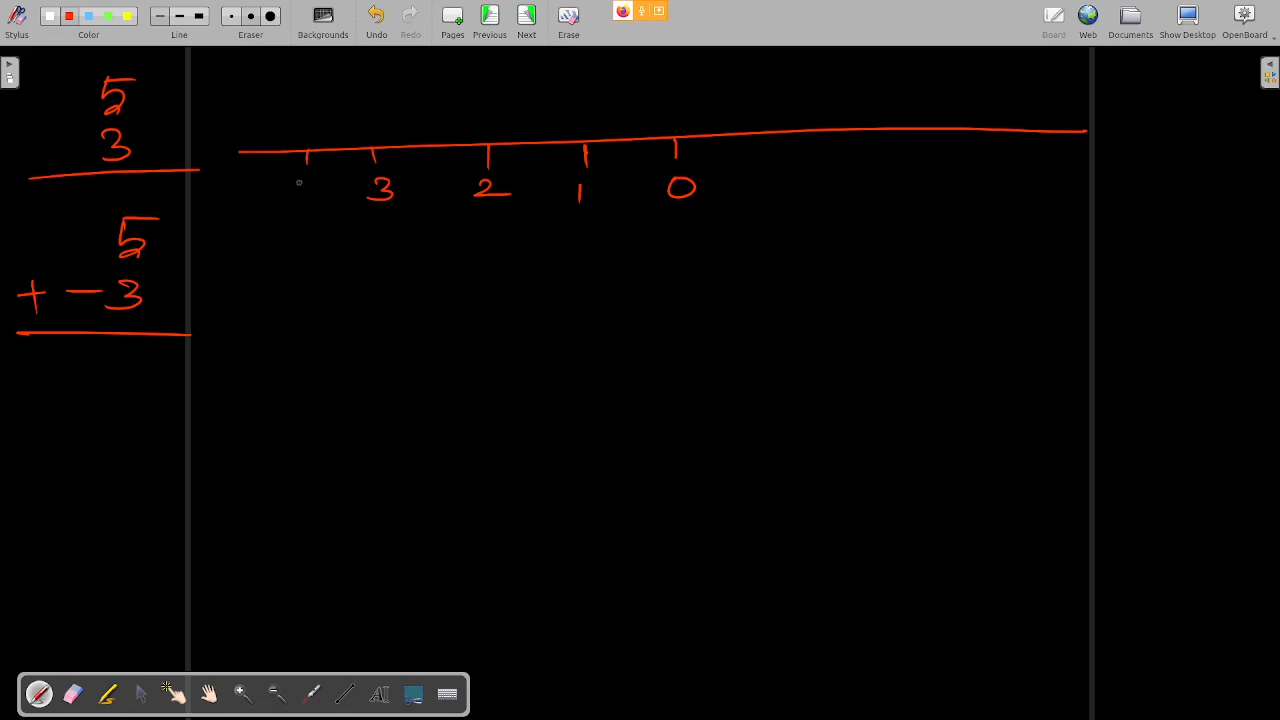 Stylus Color Line Eraser Backgrounds Undo Redo Pages Previous Next Erase Board Web Documents Show Desktop OpenBoard
5
3
3 2 1 0
5
+ -3
AI